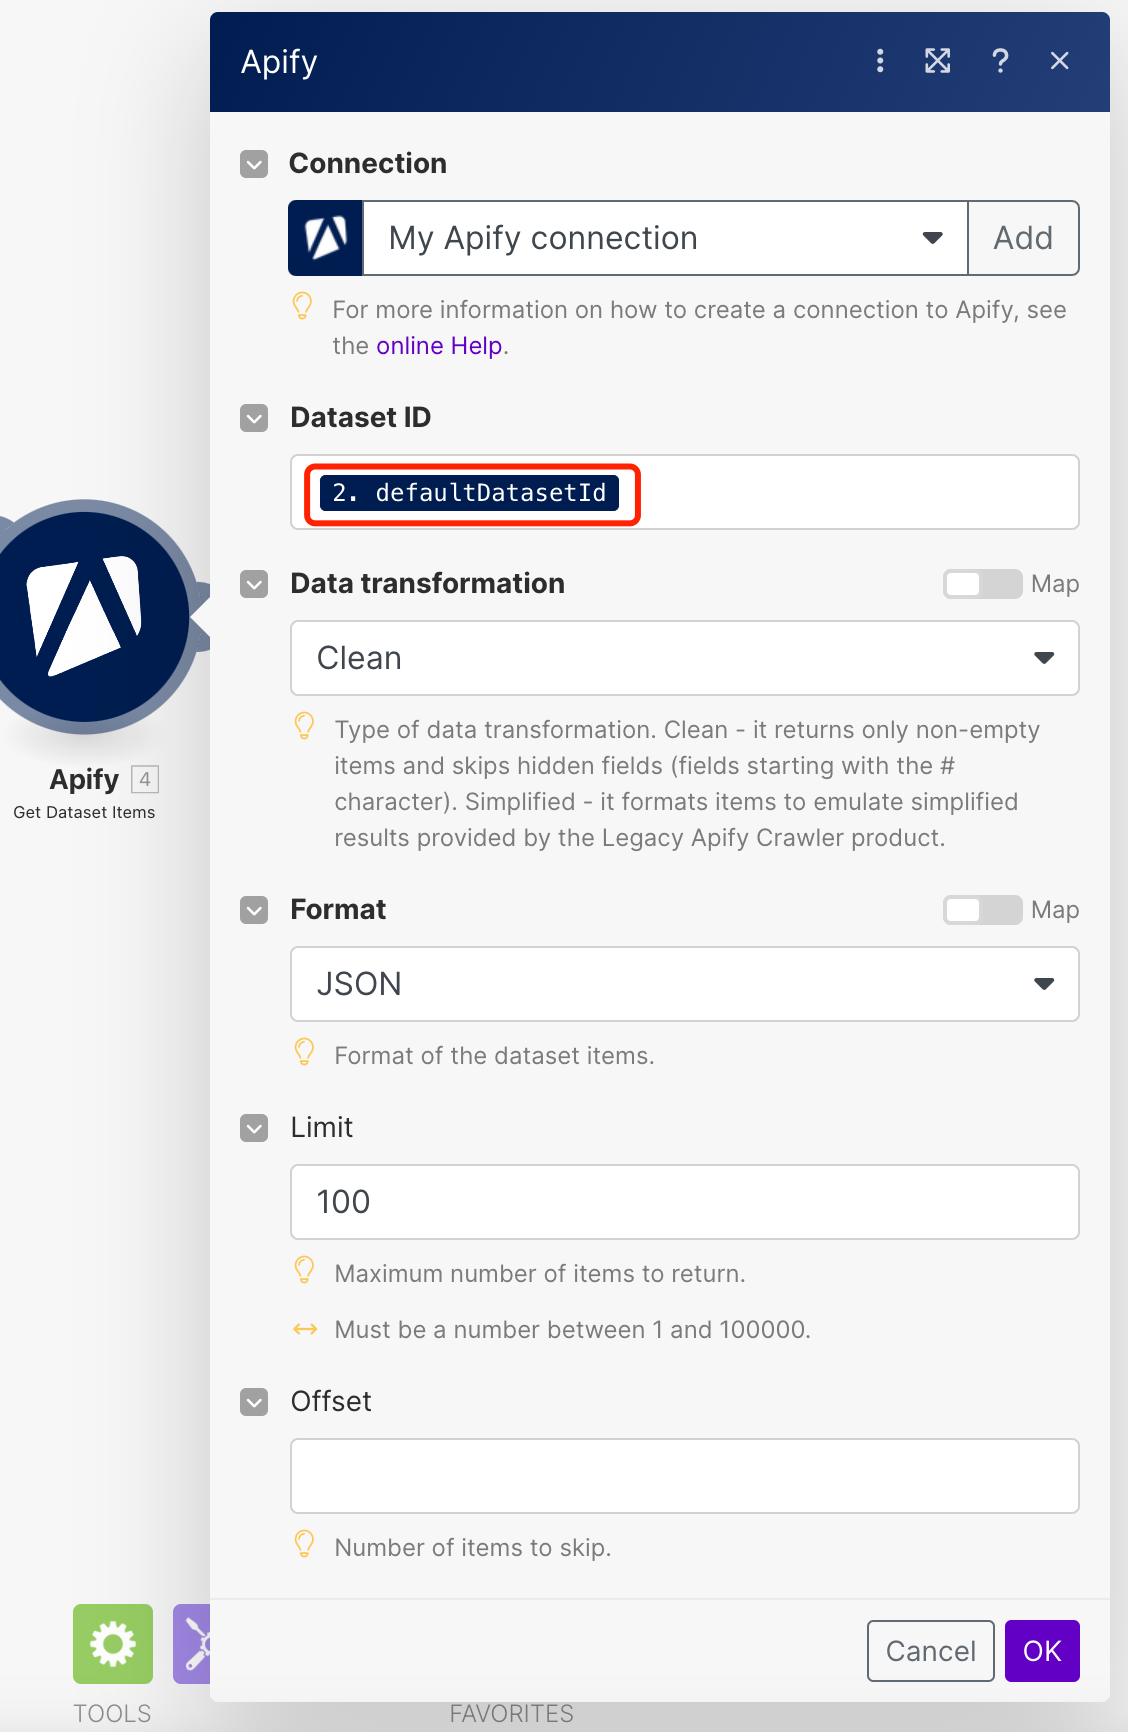 Apify
?
Connection
My Apify connection
Add
For more information on how to create a connection to Apify, see
the online Help.
Dataset ID
2. defaultDatasetId
Data transformation
Map
Clean
Type of data transformation. Clean - it returns only non-empty
items and skips hidden fields (fields starting with the #
character). Simplified - it formats items to emulate simplified
results provided by the Legacy Apify Crawler product.
Apify 4
Get Dataset Items
Format
Map
JSON
Format of the dataset items.
Limit
100
Maximum number of items to return.
Must be a number between 1 and 100000.
Offset
Number of items to skip.
Cancel
OK
TOOLS
FAVORITES